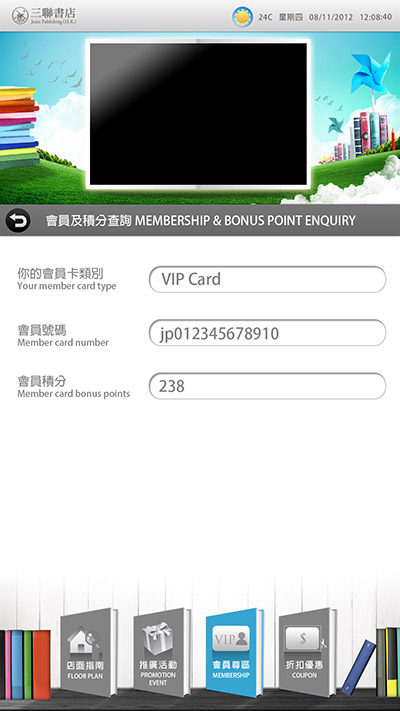 三聯書店
Joint Publishing (H.K.)
24C 星期四 08/11/2012 12:08:40
會員及積分查詢 MEMBERSHIP & BONUS POINT ENQUIRY
你的會員卡類別
Your member card type
VIP Card
會員號碼
Member card number
jp012345678910
會員積分
Member card bonus points
238
店面指南
FLOOR PLAN
推廣活動
PROMOTION
EVENT
VIP
會員尊區
MEMBERSHIP
$
折扣優惠
COUPON